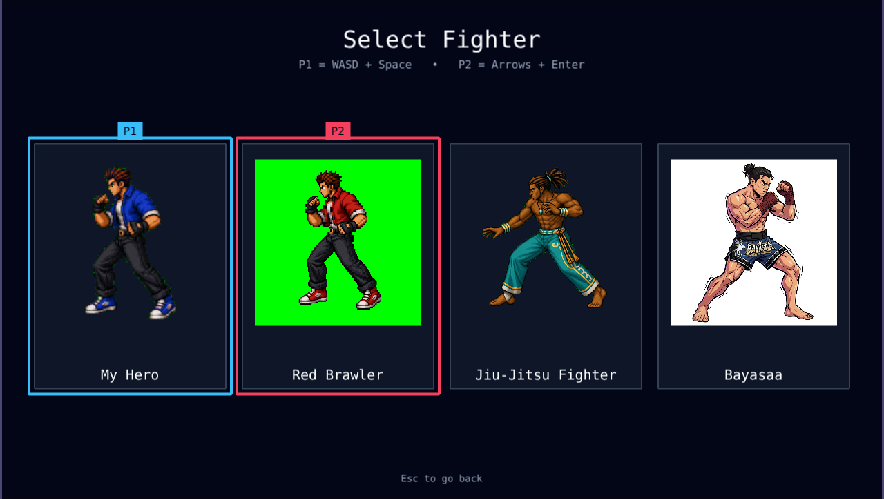 Select Fighter
P1 = WASD + Space • P2 = Arrows + Enter
P1
P2
My Hero
Red Brawler
Jiu-Jitsu Fighter
Bayasaa
Esc to go back